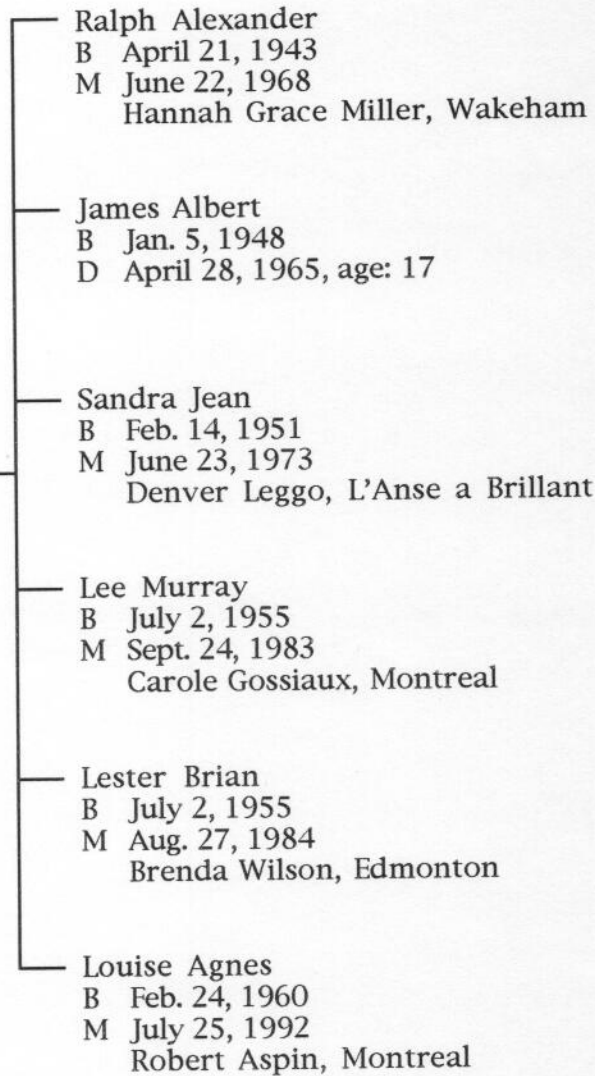 Ralph Alexander
B April 21, 1943
M June 22, 1968
Hannah Grace Miller, Wakeham
James Albert
B Jan. 5, 1948
D April 28, 1965, age: 17
Sandra Jean
B Feb. 14, 1951
M June 23, 1973
Denver Leggo, L'Anse a Brillant
Lee Murray
B July 2, 1955
M Sept. 24, 1983
Carole Gossiaux, Montreal
Lester Brian
B July 2, 1955
M Aug. 27, 1984
Brenda Wilson, Edmonton
Louise Agnes
B Feb. 24, 1960
M July 25, 1992
Robert Aspin, Montreal